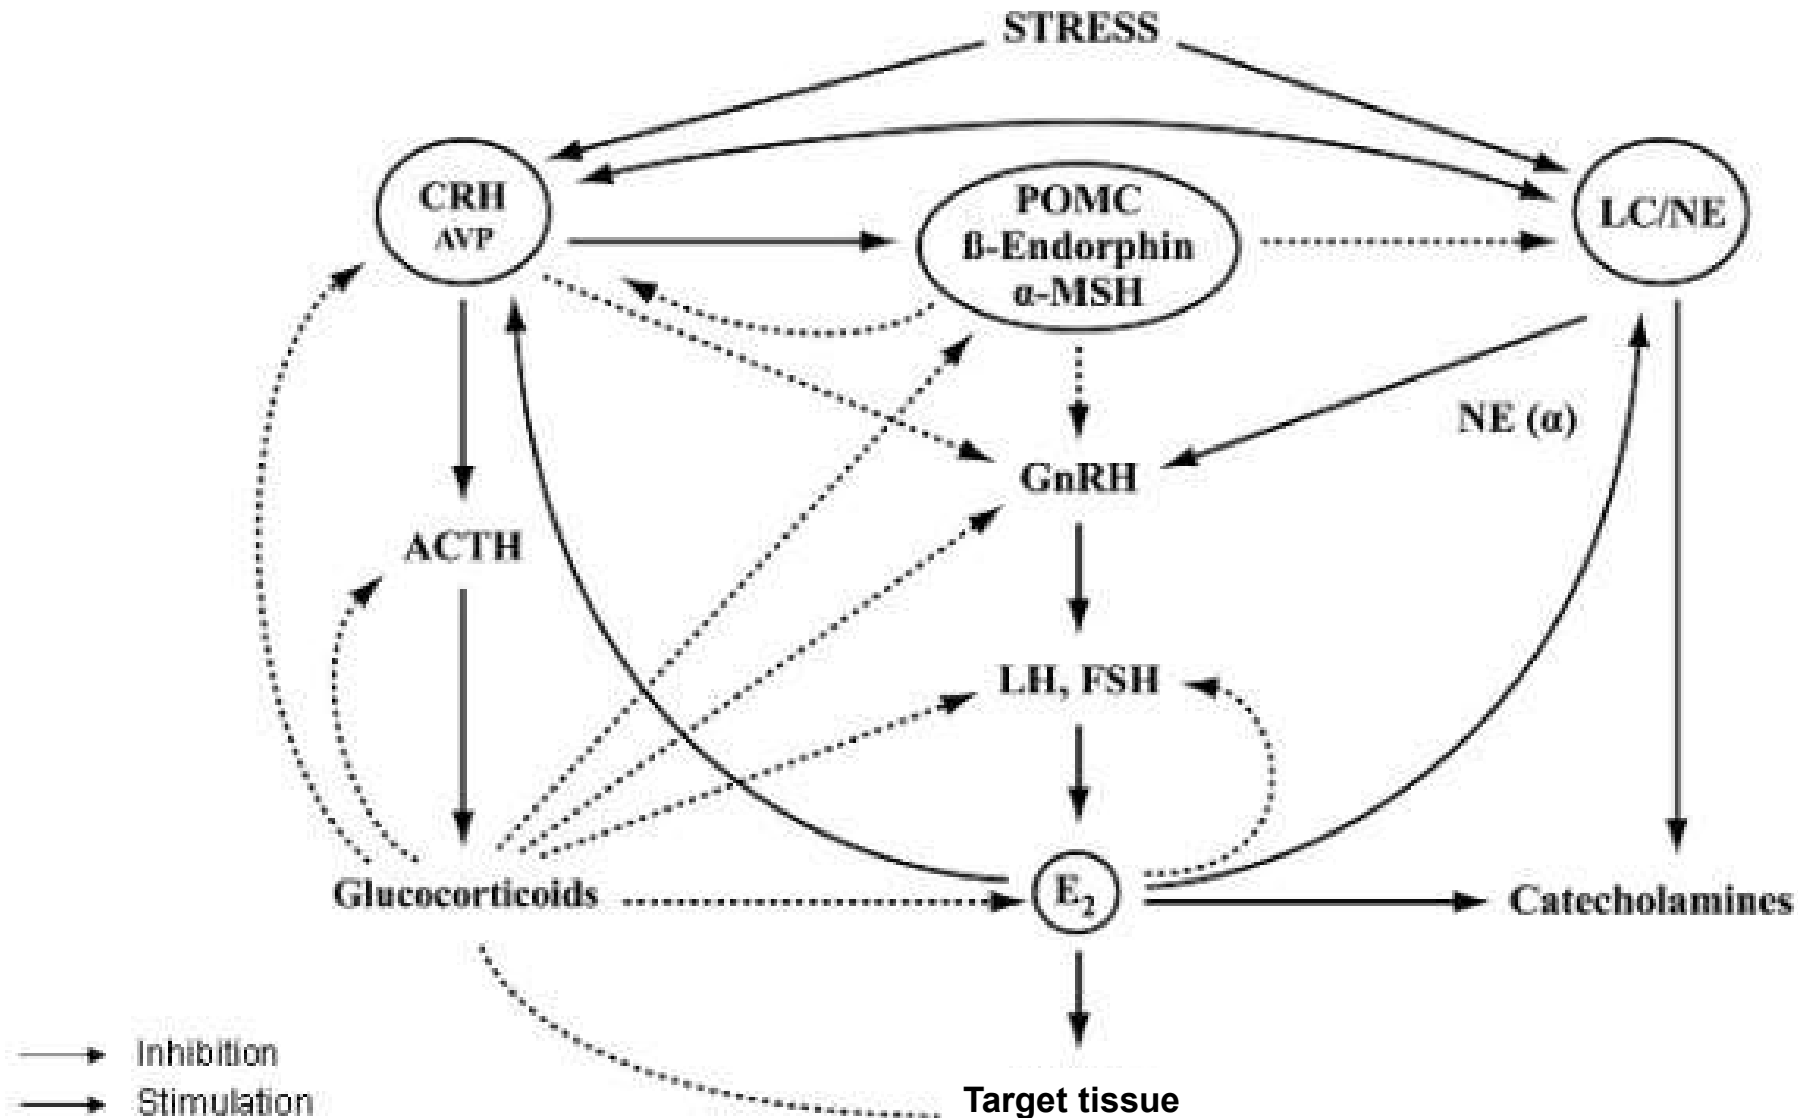 STRESS
CRH
AVP
POMC
ß-Endorphin
α-MSH
LC/NE
NE (α)
GnRH
ACTH
LH, FSH
Glucocorticoids
E2
Catecholamines
Inhibition
Stimulation
Target tissue